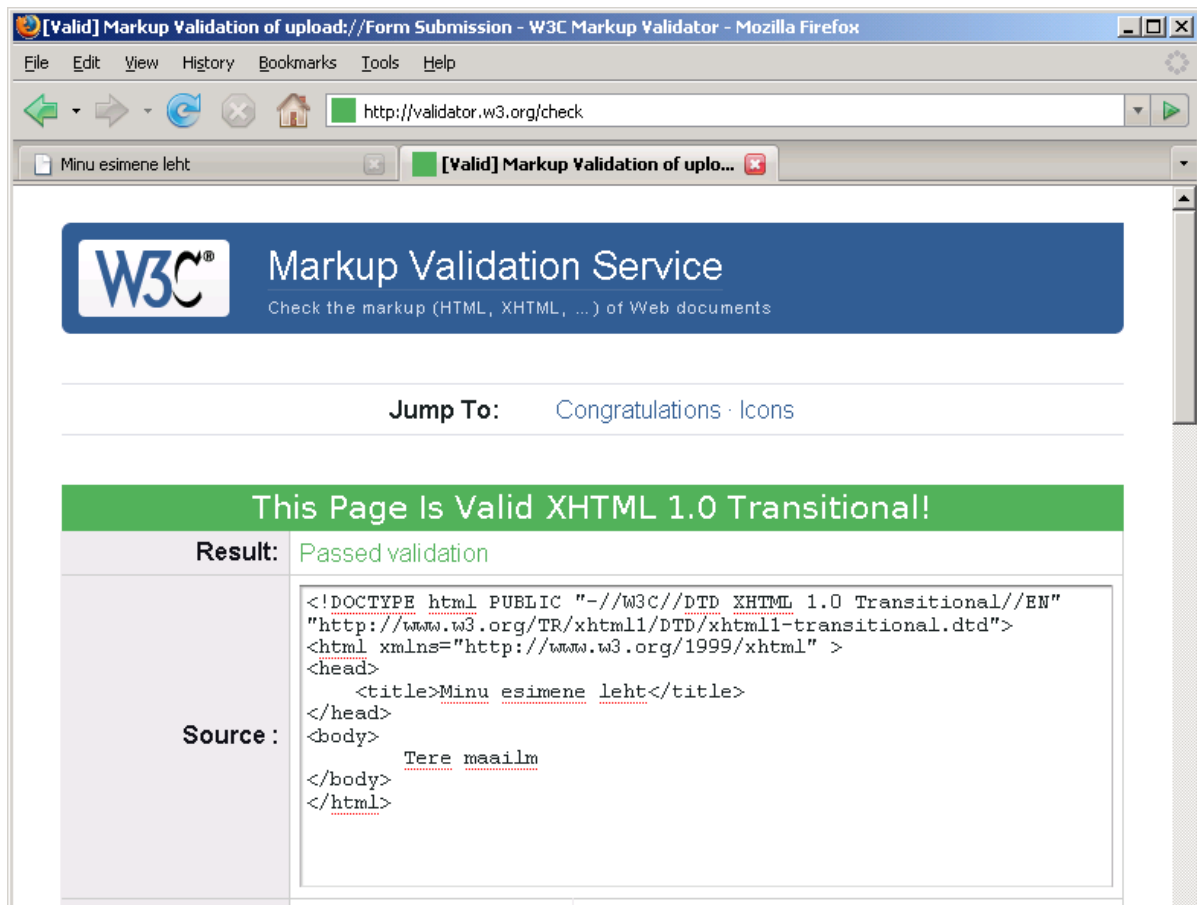 [Valid] Markup Validation of upload://Form Submission - W3C Markup Validator - Mozilla Firefox
File Edit View History Bookmarks Tools Help
http://validator.w3.org/check
Minu esimene leht [Valid] Markup Validation of uplo...
W3C® Markup Validation Service
Check the markup (HTML, XHTML, …) of Web documents
Jump To: Congratulations · Icons
This Page Is Valid XHTML 1.0 Transitional!
Result: Passed validation
Source :
<!DOCTYPE html PUBLIC "-//W3C//DTD XHTML 1.0 Transitional//EN"
"http://www.w3.org/TR/xhtml1/DTD/xhtml1-transitional.dtd">
<html xmlns="http://www.w3.org/1999/xhtml" >
<head>
    <title>Minu esimene leht</title>
</head>
<body>
        Tere maailm
</body>
</html>